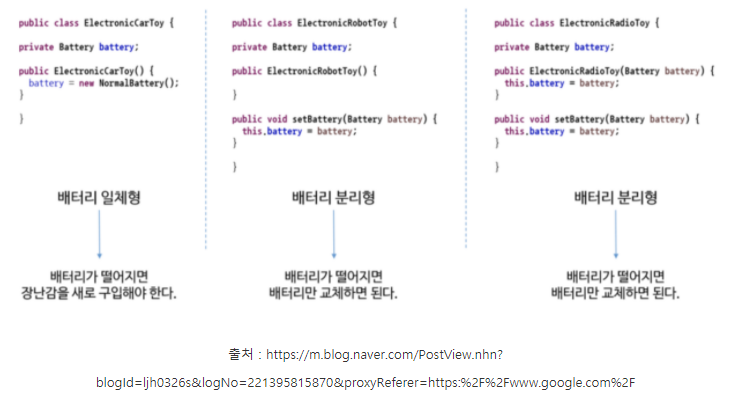 public class ElectronicCarToy {
private Battery battery;
public ElectronicCarToy() {
battery = new NormalBattery();
}
}
배터리 일체형
배터리가 떨어지면
장난감을 새로 구입해야 한다.
public class ElectronicRobotToy {
private Battery battery;
public ElectronicRobotToy() {
}
public void setBattery(Battery battery) {
this.battery = battery;
}
}
배터리 분리형
배터리가 떨어지면
배터리만 교체하면 된다.
public class ElectronicRadioToy {
private Battery battery;
public ElectronicRadioToy(Battery battery) {
this.battery = battery;
}
public void setBattery(Battery battery) {
this.battery = battery;
}
}
배터리 분리형
배터리가 떨어지면
배터리만 교체하면 된다.
출처 : https://m.blog.naver.com/PostView.nhn?
blogId=ljh0326s&logNo=221395815870&proxyReferer=https:%2F%2Fwww.google.com%2F